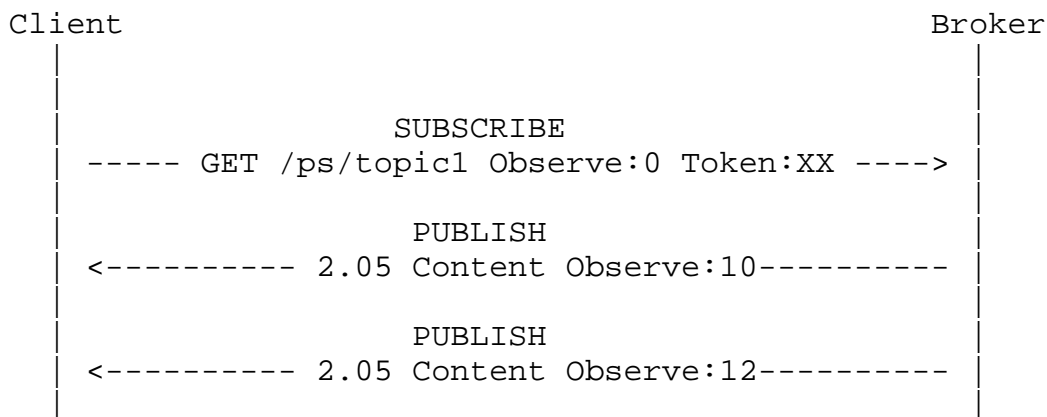 Client Broker
SUBSCRIBE
----- GET /ps/topic1 Observe:0 Token:XX ---->
PUBLISH
<---------- 2.05 Content Observe:10----------
PUBLISH
<---------- 2.05 Content Observe:12----------